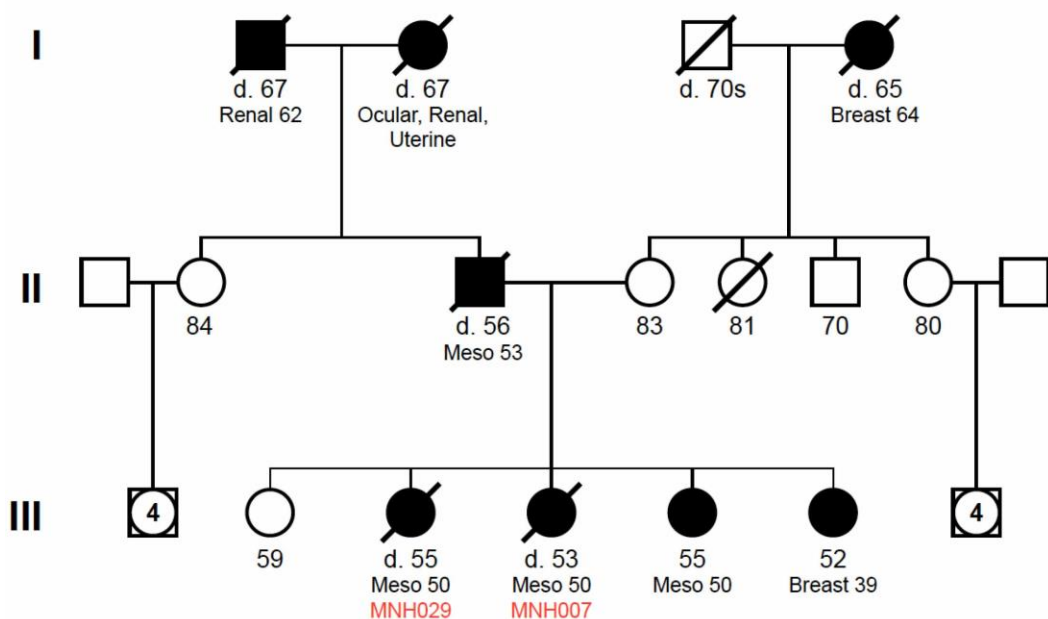 I
d. 67
Renal 62
d. 67
Ocular, Renal,
Uterine
d. 70s
d. 65
Breast 64
II
84
d. 56
Meso 53
83
81
70
80
III
4
59
d. 55
Meso 50
MNH029
d. 53
Meso 50
MNH007
55
Meso 50
52
Breast 39
4